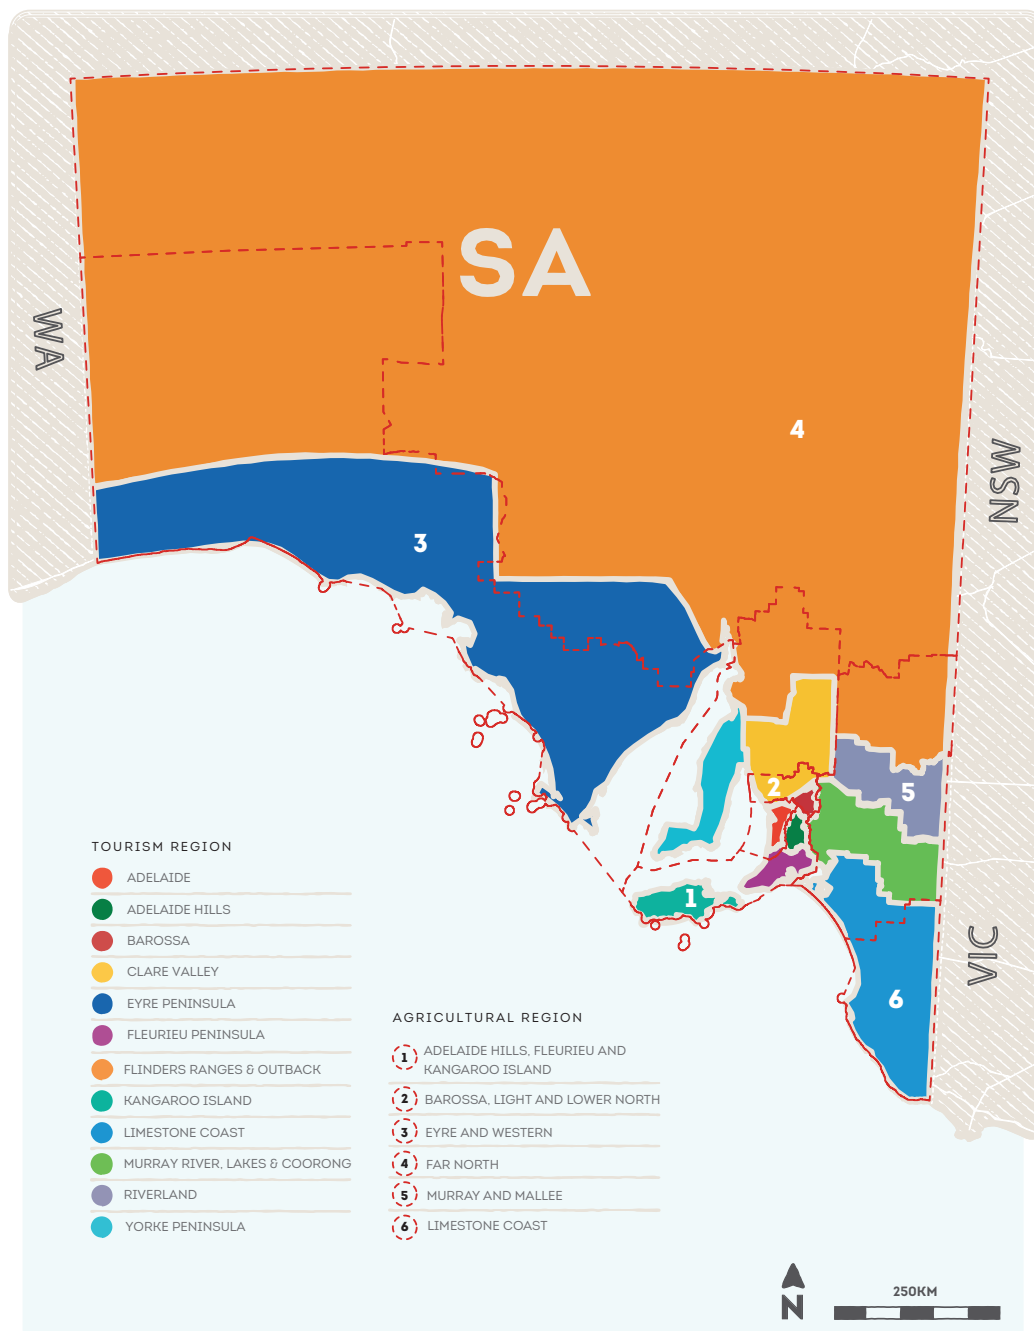 SA
WA
4
NSW
3
2
5
1
VIC
6
TOURISM REGION
ADELAIDE
ADELAIDE HILLS
BAROSSA
CLARE VALLEY
EYRE PENINSULA
FLEURIEU PENINSULA
FLINDERS RANGES & OUTBACK
KANGAROO ISLAND
LIMESTONE COAST
MURRAY RIVER, LAKES & COORONG
RIVERLAND
YORKE PENINSULA
AGRICULTURAL REGION
1 ADELAIDE HILLS, FLEURIEU AND
KANGAROO ISLAND
2 BAROSSA, LIGHT AND LOWER NORTH
3 EYRE AND WESTERN
4 FAR NORTH
5 MURRAY AND MALLEE
6 LIMESTONE COAST
N
250KM